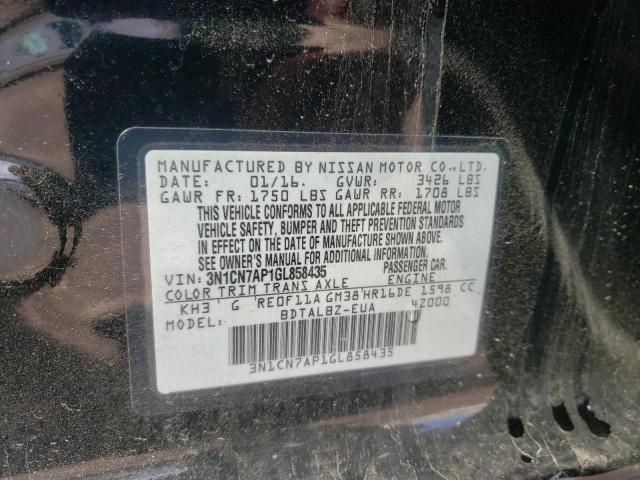 MANUFACTURED BY NISSAN MOTOR CO.,LTD.
DATE: 01/16. GVWR: 3426 LBS
GAWR FR: 1750 LBS GAWR RR: 1708 LBS
THIS VEHICLE CONFORMS TO ALL APPLICABLE FEDERAL MOTOR
VEHICLE SAFETY, BUMPER AND THEFT PREVENTION STANDARDS
IN EFFECT ON THE DATE OF MANUFACTURE SHOWN ABOVE.
SEE OWNER'S MANUAL FOR ADDITIONAL INFORMATION.
VIN: 3N1CN7AP1GL858435 PASSENGER CAR.
COLOR TRIM TRANS AXLE ENGINE
KH3 G RE0F11A GM38 HR16DE 1598 CC
MODEL: BDTALBZ-EUA 42000
3N1CN7AP1GL858435